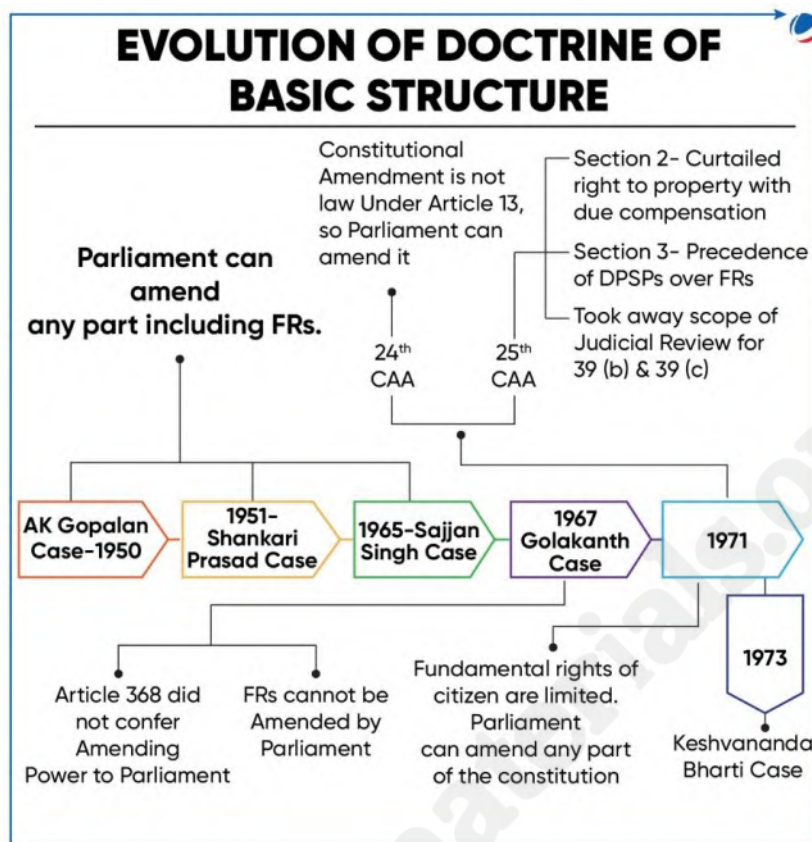 EVOLUTION OF DOCTRINE OF
BASIC STRUCTURE
Parliament can
amend
any part including FRs.
Constitutional
Amendment is not
law Under Article 13,
so Parliament can
amend it
Section 2- Curtailed
right to property with
due compensation
Section 3- Precedence
of DPSPs over FRs
Took away scope of
Judicial Review for
39 (b) & 39 (c)
24th
CAA
25th
CAA
AK Gopalan
Case-1950
1951-
Shankari
Prasad Case
1965-Sajjan
Singh Case
1967
Golakanth
Case
1971
1973
Article 368 did
not confer
Amending
Power to Parliament
FRs cannot be
Amended by
Parliament
Fundamental rights of
citizen are limited.
Parliament
can amend any part
of the constitution
Keshvananda
Bharti Case